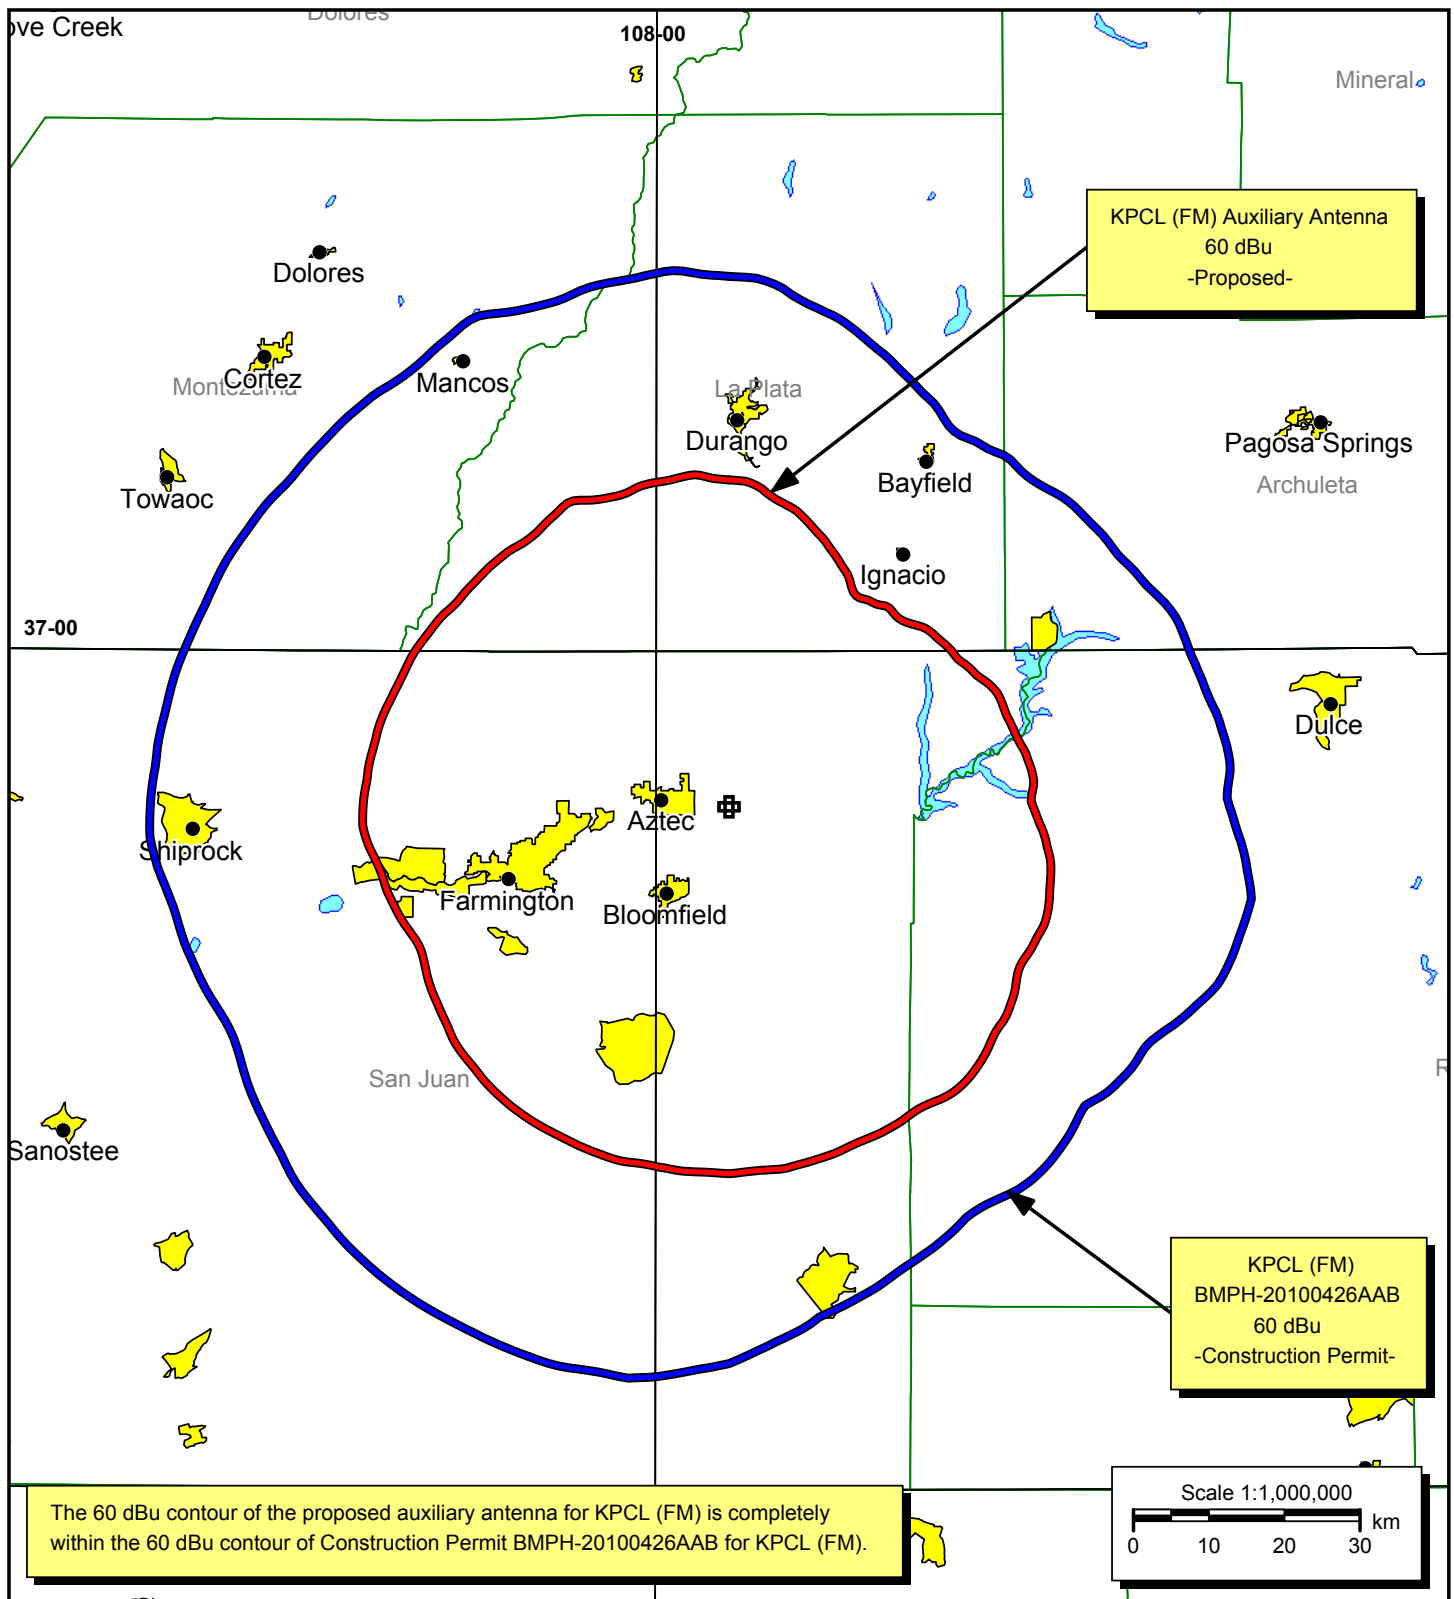 Dolores
ove Creek
108-00
Mineral
KPCL (FM) Auxiliary Antenna
60 dBu
-Proposed-
Dolores
Cortez
Montezuma
Mancos
La Plata
Durango
Pagosa Springs
Bayfield
Archuleta
Towaoc
Ignacio
37-00
Dulce
Aztec
Shiprock
Farmington
Bloomfield
San Juan
R
Sanostee
KPCL (FM)
BMPH-20100426AAB
60 dBu
-Construction Permit-
The 60 dBu contour of the proposed auxiliary antenna for KPCL (FM) is completely
within the 60 dBu contour of Construction Permit BMPH-20100426AAB for KPCL (FM).
Scale 1:1,000,000
km
0 10 20 30